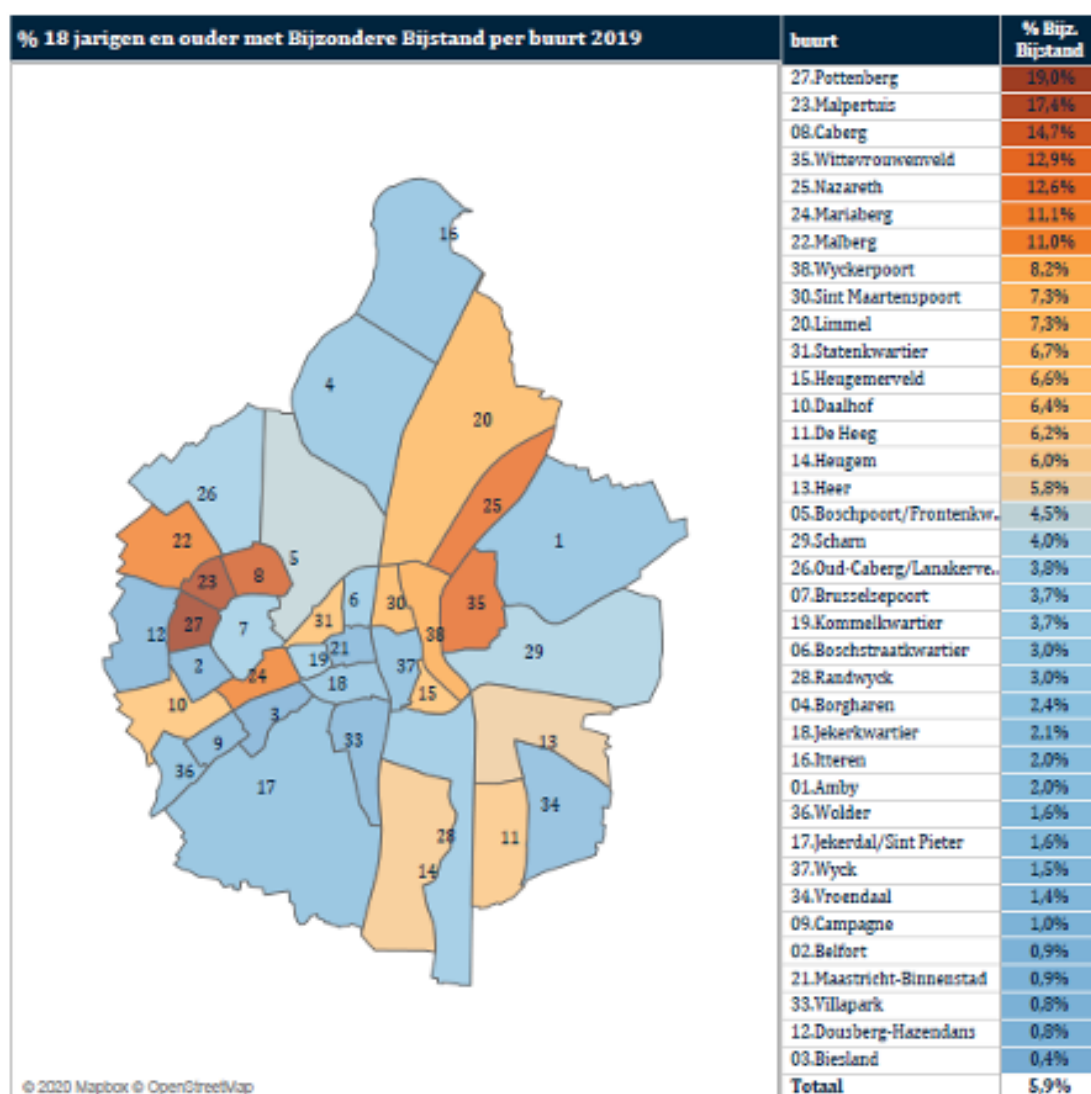 % 18 jarigen en ouder met Bijzondere Bijstand per buurt 2019
buurt
% Bijz.
Bijstand
27.Pottenberg 19,0%
23.Malpertuis 17,4%
08.Caberg 14,7%
35.Wittevrouwenveld 12,9%
25.Nazareth 12,6%
24.Mariaberg 11,1%
22.Malberg 11,0%
38.Wyckerpoort 8,2%
30.Sint Maartenspoort 7,3%
20.Limmel 7,3%
31.Statenkwartier 6,7%
15.Heugemerveld 6,6%
10.Daalhof 6,4%
11.De Heeg 6,2%
14.Heugem 6,0%
13.Heer 5,8%
05.Boschpoort/Frontenkw.. 4,5%
29.Scharn 4,0%
26.Oud-Caberg/Lanakerve.. 3,8%
07.Brusselsepoort 3,7%
19.Kommelkwartier 3,7%
06.Boschstraatkwartier 3,0%
28.Randwyck 3,0%
04.Borgharen 2,4%
18.Jekerkwartier 2,1%
16.Itteren 2,0%
01.Amby 2,0%
36.Wolder 1,6%
17.Jekerdal/Sint Pieter 1,6%
37.Wyck 1,5%
34.Vroendaal 1,4%
09.Campagne 1,0%
02.Belfort 0,9%
21.Maastricht-Binnenstad 0,9%
33.Villapark 0,8%
12.Dousberg-Hazendans 0,8%
03.Biesland 0,4%
Totaal 5,9%
16
4
20
26
25
22
1
5
23
8
6
30
35
27
31
12
7
38
21
29
19
2
37
24
18
15
10
3
9
33
13
36
17
34
28
11
14
© 2020 Mapbox © OpenStreetMap